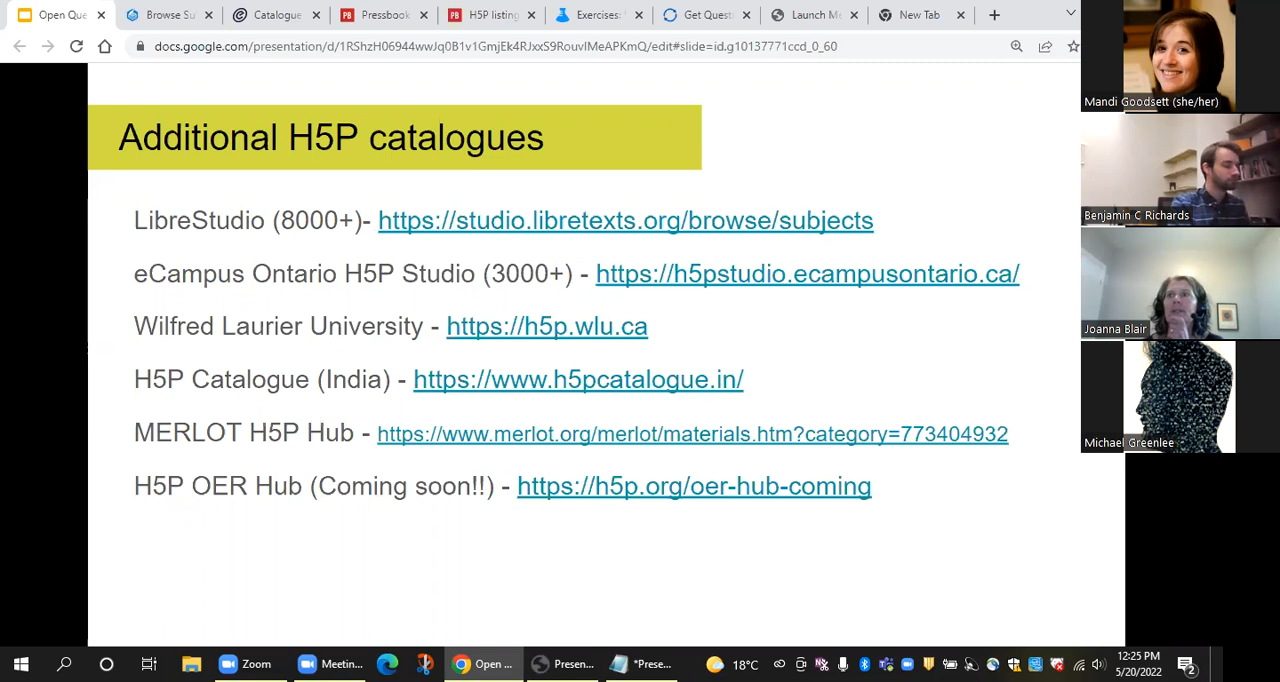 Open Que
Browse Su
Catalogue
Pressbook
H5P listing
Exercises:
Get Quest
Launch Me
New Tab
docs.google.com/presentation/d/1RShzH06944wwJq0B1v1GmjEk4RJxxS9RouvIMeAPKmQ/edit#slide=id.g10137771ccd_0_60
Additional H5P catalogues
LibreStudio (8000+)- https://studio.libretexts.org/browse/subjects
eCampus Ontario H5P Studio (3000+) - https://h5pstudio.ecampusontario.ca/
Wilfred Laurier University - https://h5p.wlu.ca
H5P Catalogue (India) - https://www.h5pcatalogue.in/
MERLOT H5P Hub - https://www.merlot.org/merlot/materials.htm?category=773404932
H5P OER Hub (Coming soon!!) - https://h5p.org/oer-hub-coming
Mandi Goodsett (she/her)
Benjamin C Richards
Joanna Blair
Michael Greenlee
Zoom
Meetin...
Open ...
Presen...
*Prese...
18°C
12:25 PM
5/20/2022
2